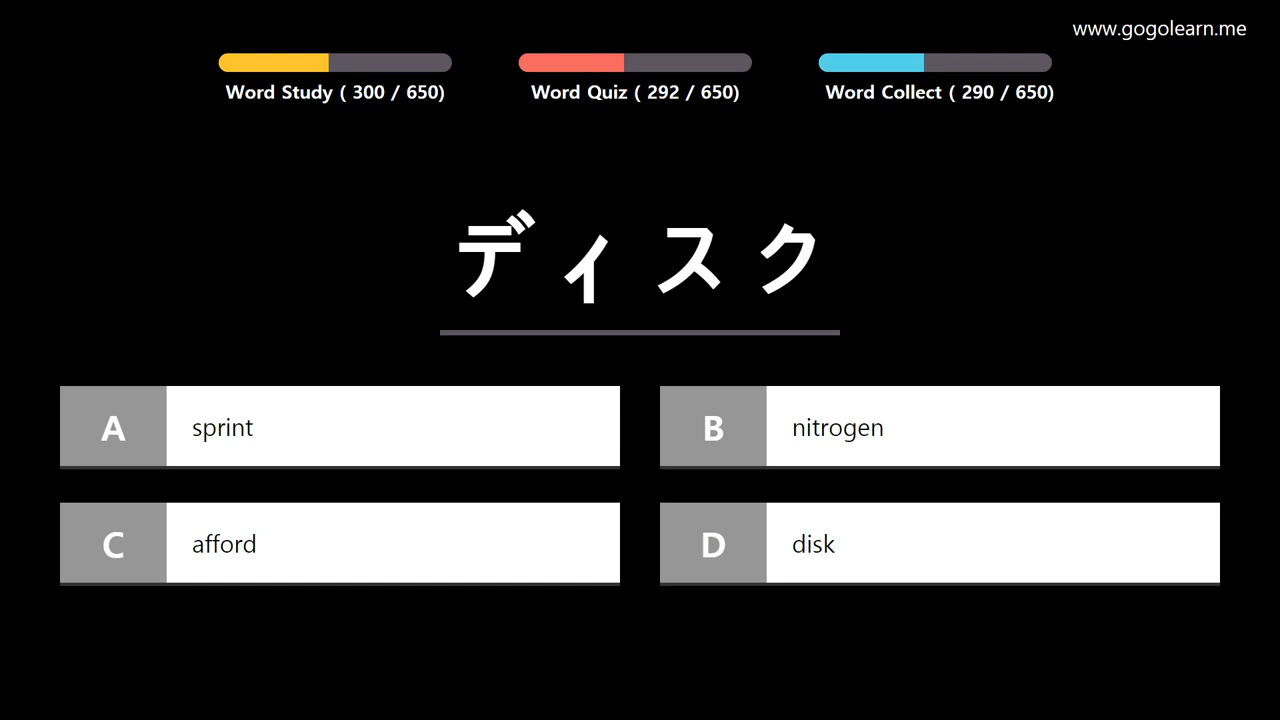 www.gogolearn.me
Word Study ( 300 / 650)
Word Quiz ( 292 / 650)
Word Collect ( 290 / 650)
ディスク
A sprint
B nitrogen
C afford
D disk